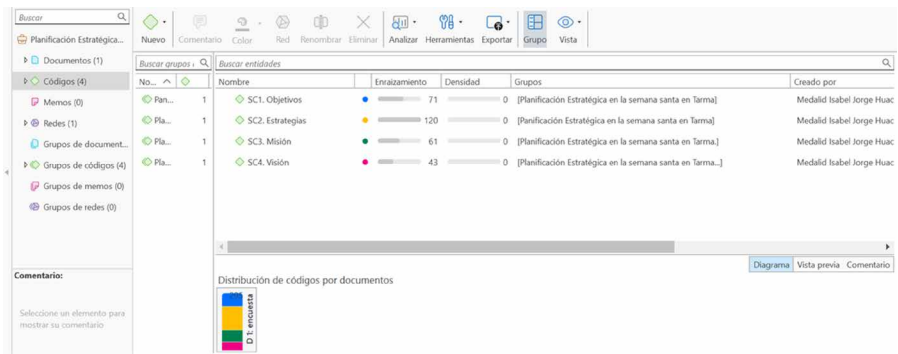 Buscar
Planificación Estratégica...
Documentos (1)
Códigos (4)
Memos (0)
Redes (1)
Grupos de document...
Grupos de códigos (4)
Grupos de memos (0)
Grupos de redes (0)
Comentario:
Seleccione un elemento para
mostrar su comentario
Nuevo Comentario Color Red Renombrar Eliminar Analizar Herramientas Exportar Grupo Vista
Buscar grupos Buscar entidades
No... Nombre Enraizamiento Densidad Grupos Creado por
Pan... 1 SC1. Objetivos 71 0 [Planificación Estratégica en la semana santa en Tarma] Medalid Isabel Jorge Huac
Pla... 1 SC2. Estrategias 120 0 [Panificación Estratégica en la semana santa en Tarma] Medalid Isabel Jorge Huac
Pla... 1 SC3. Misión 61 0 [Planificación Estratégica en la semana santa en Tarma.] Medalid Isabel Jorge Huac
Pla... 1 SC4. Visión 43 0 [Planificación Estratégica en la semana santa en Tarma...] Medalid Isabel Jorge Huac
Diagrama Vista previa Comentario
Distribución de códigos por documentos
D 1: encuesta